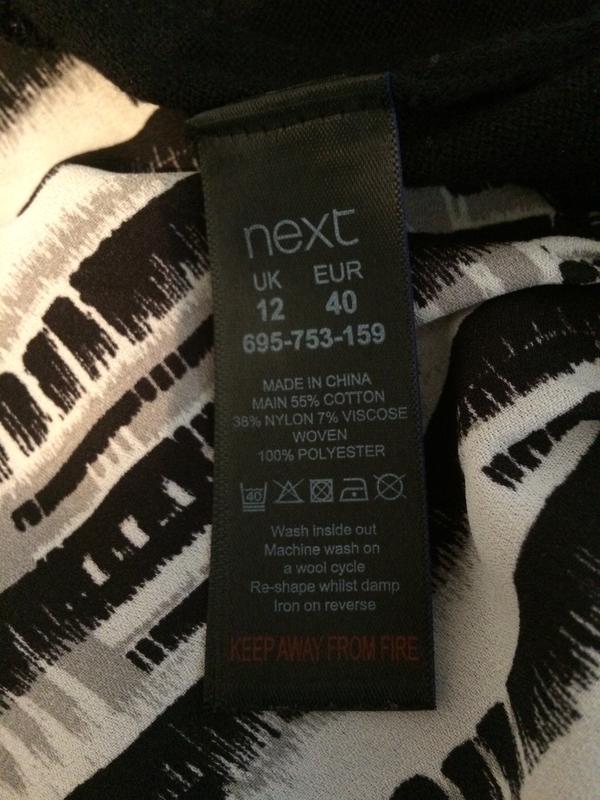 next
UK EUR
12 40
695-753-159
MADE IN CHINA
MAIN 55% COTTON
38% NYLON 7% VISCOSE
WOVEN
100% POLYESTER
40
Wash inside out
Machine wash on
a wool cycle
Re-shape whilst damp
Iron on reverse
KEEP AWAY FROM FIRE